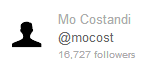 Mo Costandi
@mocost
16,727 followers